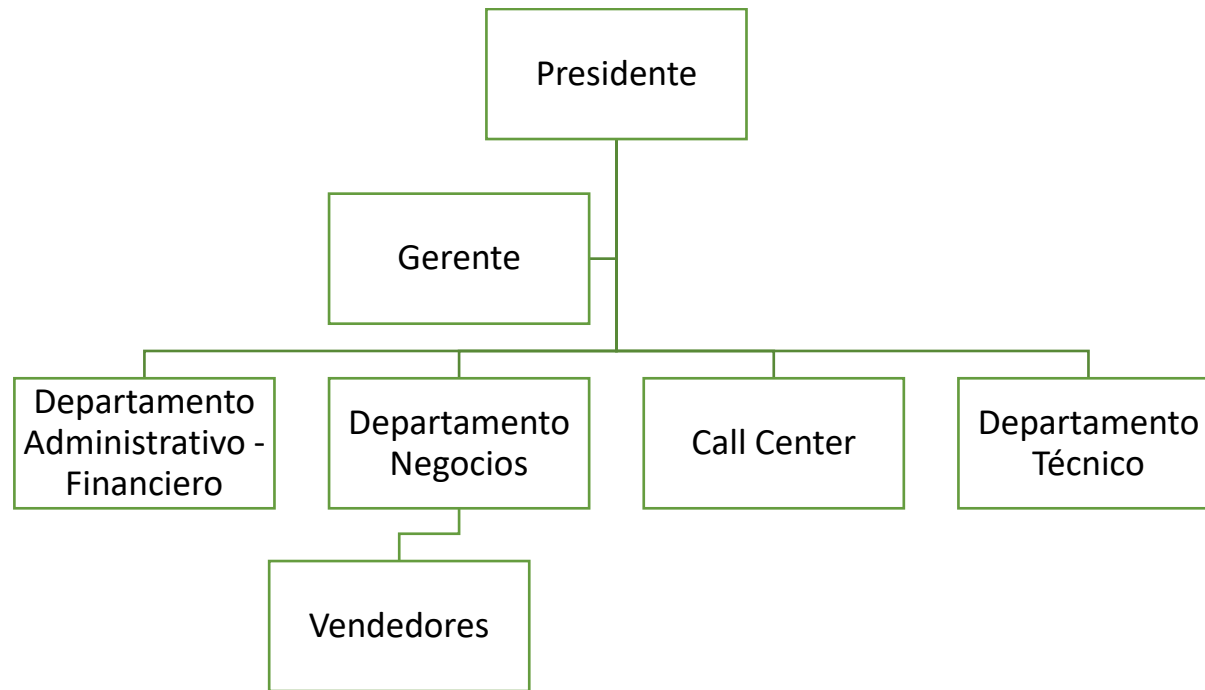 Presidente
Gerente
Departamento
Administrativo -
Financiero
Departamento
Negocios
Call Center
Departamento
Técnico
Vendedores